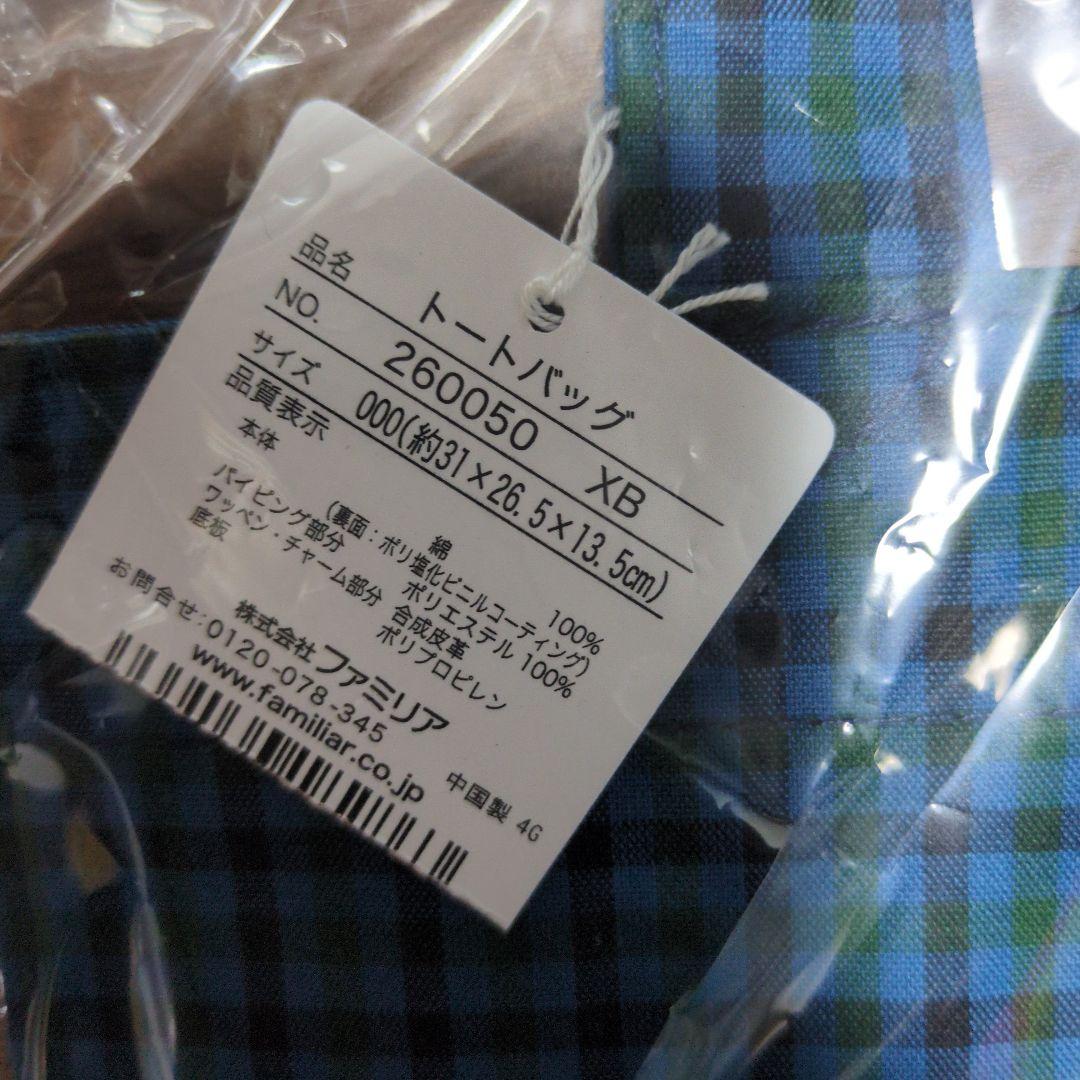 品名 トートバッグ
NO. 260050 XB
サイズ 000(約31×26.5×13.5cm)
品質表示
本体 綿 100%
(裏面:ポリ塩化ビニルコーティング)
パイピング部分 ポリエステル 100%
ワッペン・チャーム部分 合成皮革
底板 ポリプロピレン
株式会社ファミリア
お問合せ:0120-078-345
www.familiar.co.jp
中国製 4G